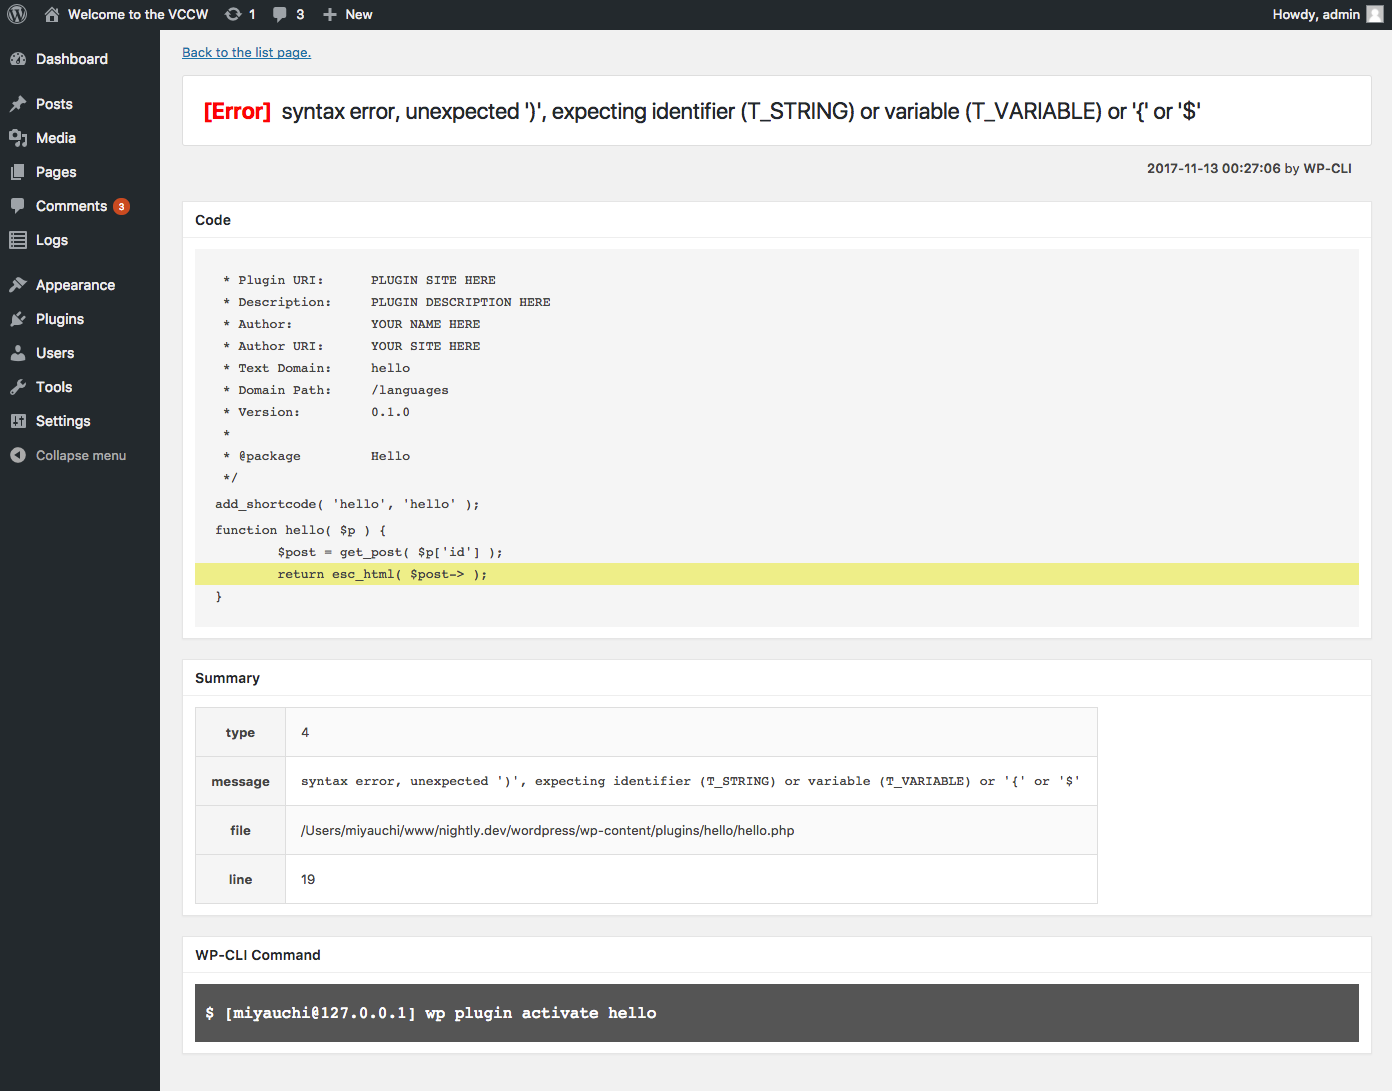 Welcome to the VCCW 1 3 New Howdy, admin
Dashboard
Posts
Media
Pages
Comments 3
Logs
Appearance
Plugins
Users
Tools
Settings
Collapse menu
Back to the list page.
[Error] syntax error, unexpected ')', expecting identifier (T_STRING) or variable (T_VARIABLE) or '{' or '$'
2017-11-13 00:27:06 by WP-CLI
Code
* Plugin URI: PLUGIN SITE HERE
* Description: PLUGIN DESCRIPTION HERE
* Author: YOUR NAME HERE
* Author URI: YOUR SITE HERE
* Text Domain: hello
* Domain Path: /languages
* Version: 0.1.0
*
* @package Hello
*/
add_shortcode( 'hello', 'hello' );
function hello( $p ) {
$post = get_post( $p['id'] );
return esc_html( $post-> );
}
Summary
type 4
message syntax error, unexpected ')', expecting identifier (T_STRING) or variable (T_VARIABLE) or '{' or '$'
file /Users/miyauchi/www/nightly.dev/wordpress/wp-content/plugins/hello/hello.php
line 19
WP-CLI Command
$ [miyauchi@127.0.0.1] wp plugin activate hello